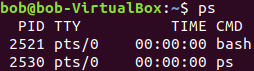 bob@bob-VirtualBox:~$ ps
PID TTY TIME CMD
2521 pts/0 00:00:00 bash
2530 pts/0 00:00:00 ps